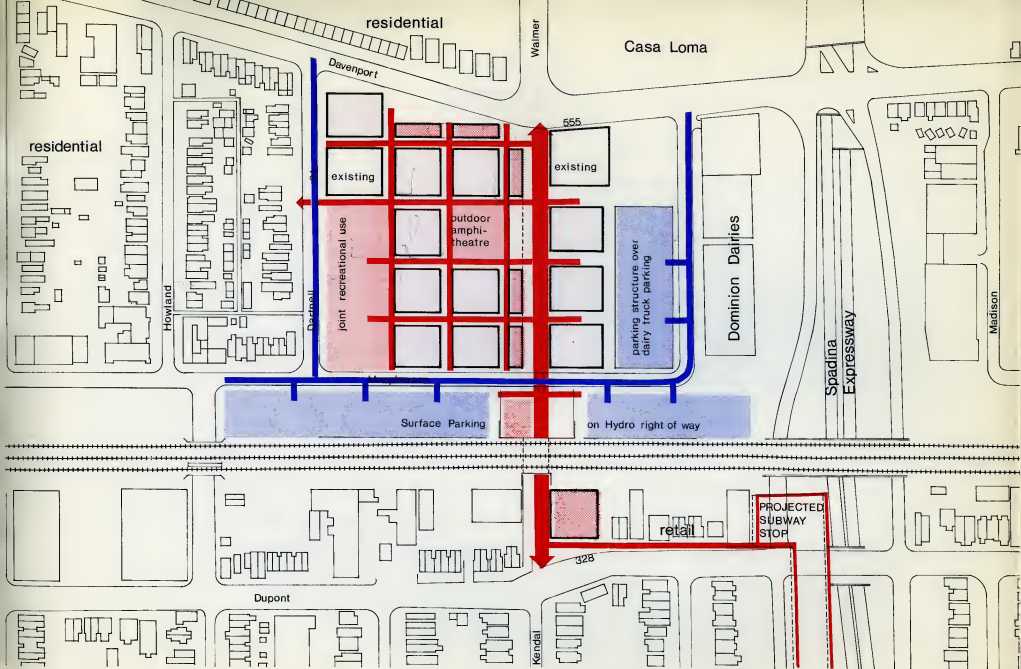 residential
Walmer
Casa Loma
Davenport
555
residential
existing
existing
outdoor
amphi-
theatre
joint recreational use
parking structure over
dairy truck parking
Dominion Dairies
Howland
Dartnell
Madison
Spadina
Expressway
Surface Parking
on Hydro right of way
PROJECTED
SUBWAY
STOP
retail
328
Dupont
Kendal